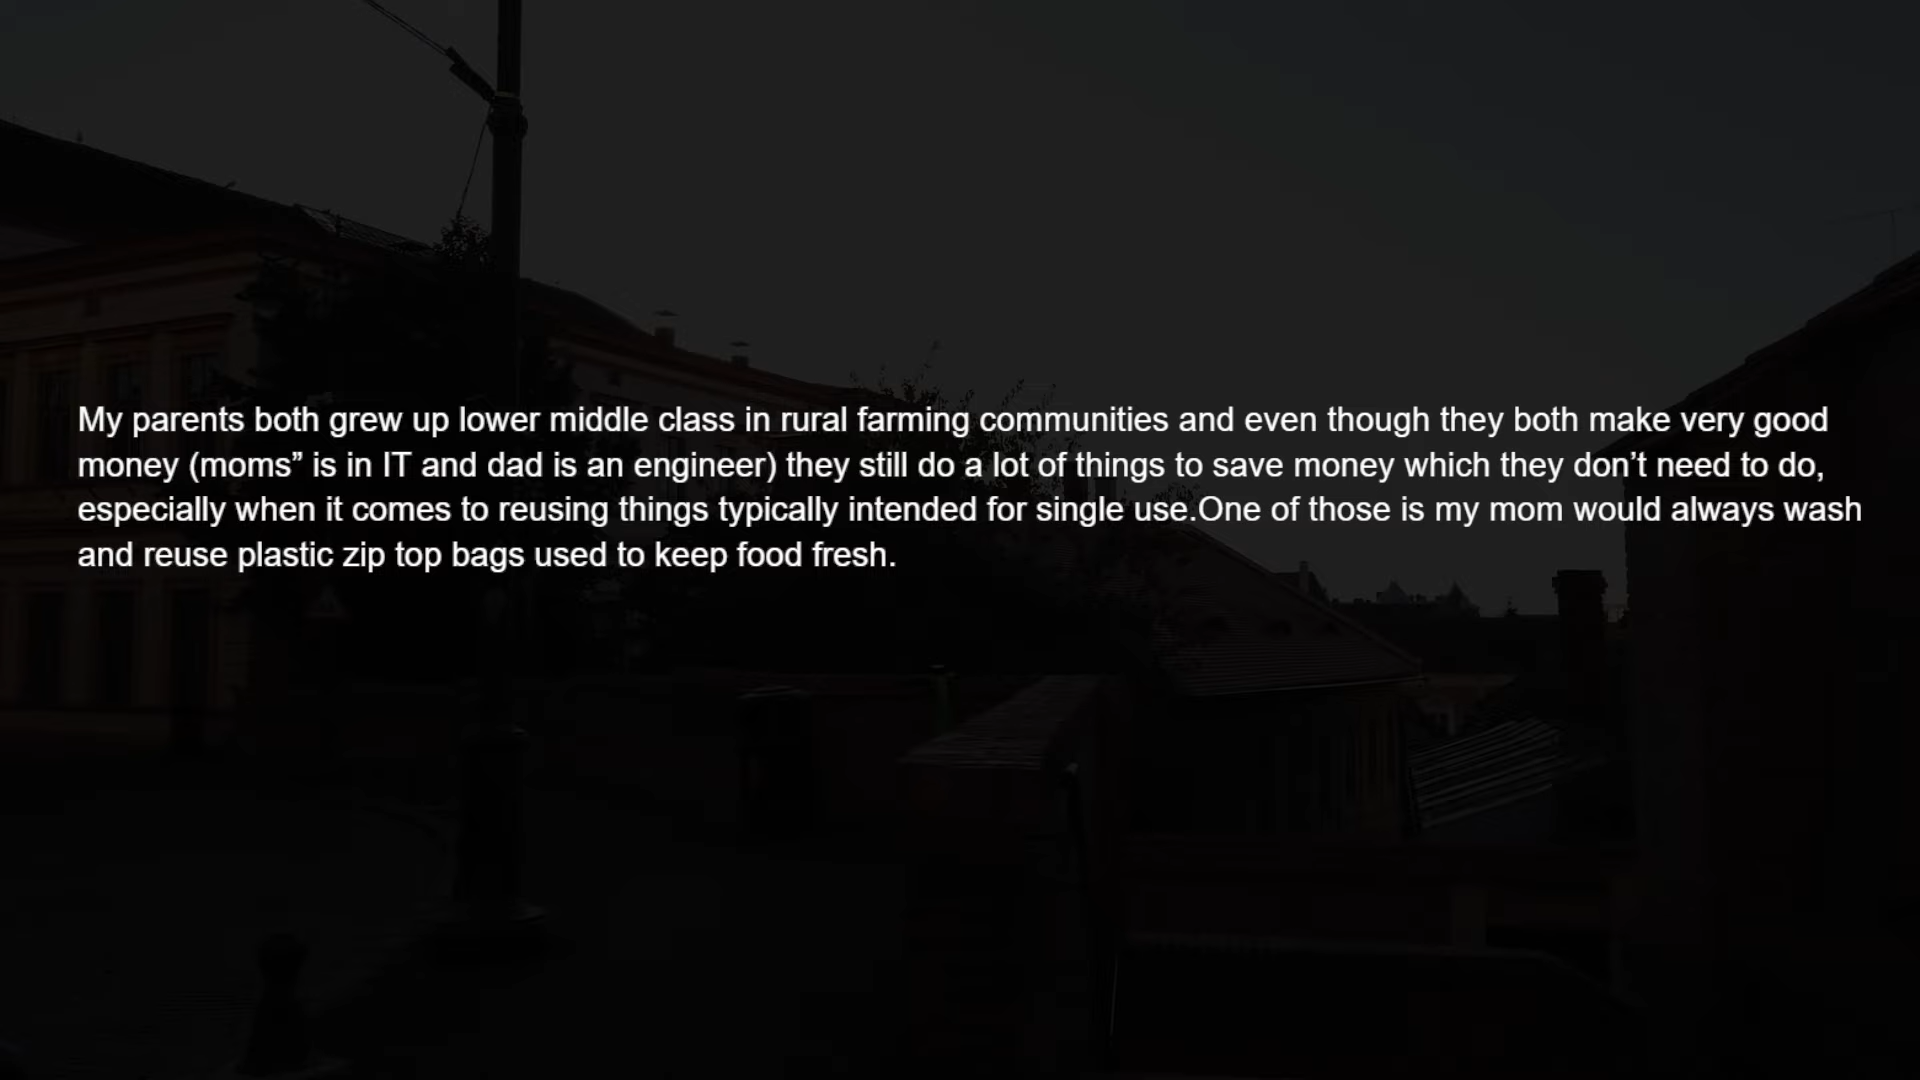 My parents both grew up lower middle class in rural farming communities and even though they both make very good
money (moms” is in IT and dad is an engineer) they still do a lot of things to save money which they don’t need to do,
especially when it comes to reusing things typically intended for single use.One of those is my mom would always wash
and reuse plastic zip top bags used to keep food fresh.